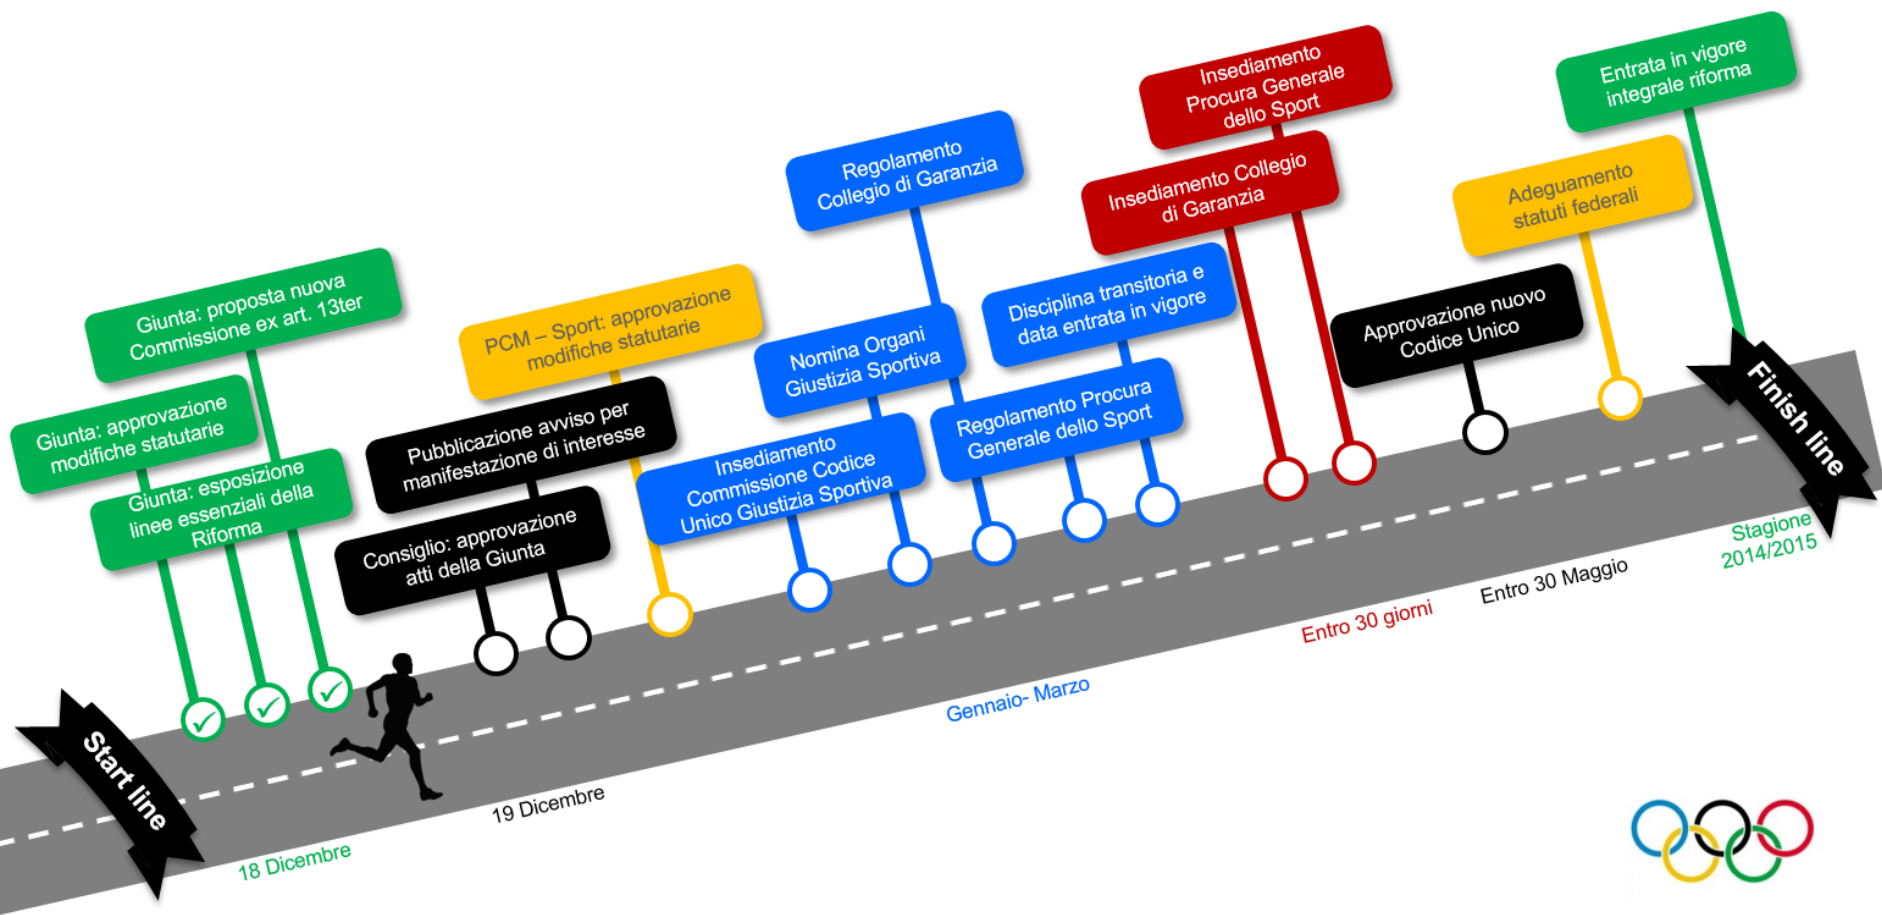 Giunta: proposta nuova
Commissione ex art. 13ter
Giunta: approvazione
modifiche statutarie
Giunta: esposizione
linee essenziali della
Riforma
PCM – Sport: approvazione
modifiche statutarie
Pubblicazione avviso per
manifestazione di interesse
Consiglio: approvazione
atti della Giunta
Regolamento
Collegio di Garanzia
Nomina Organi
Giustizia Sportiva
Insediamento
Commissione Codice
Unico Giustizia Sportiva
Disciplina transitoria e
data entrata in vigore
Regolamento Procura
Generale dello Sport
Insediamento
Procura Generale
dello Sport
Insediamento Collegio
di Garanzia
Approvazione nuovo
Codice Unico
Adeguamento
statuti federali
Entrata in vigore
integrale riforma
Start line
Finish line
18 Dicembre
19 Dicembre
Gennaio- Marzo
Entro 30 giorni
Entro 30 Maggio
Stagione
2014/2015